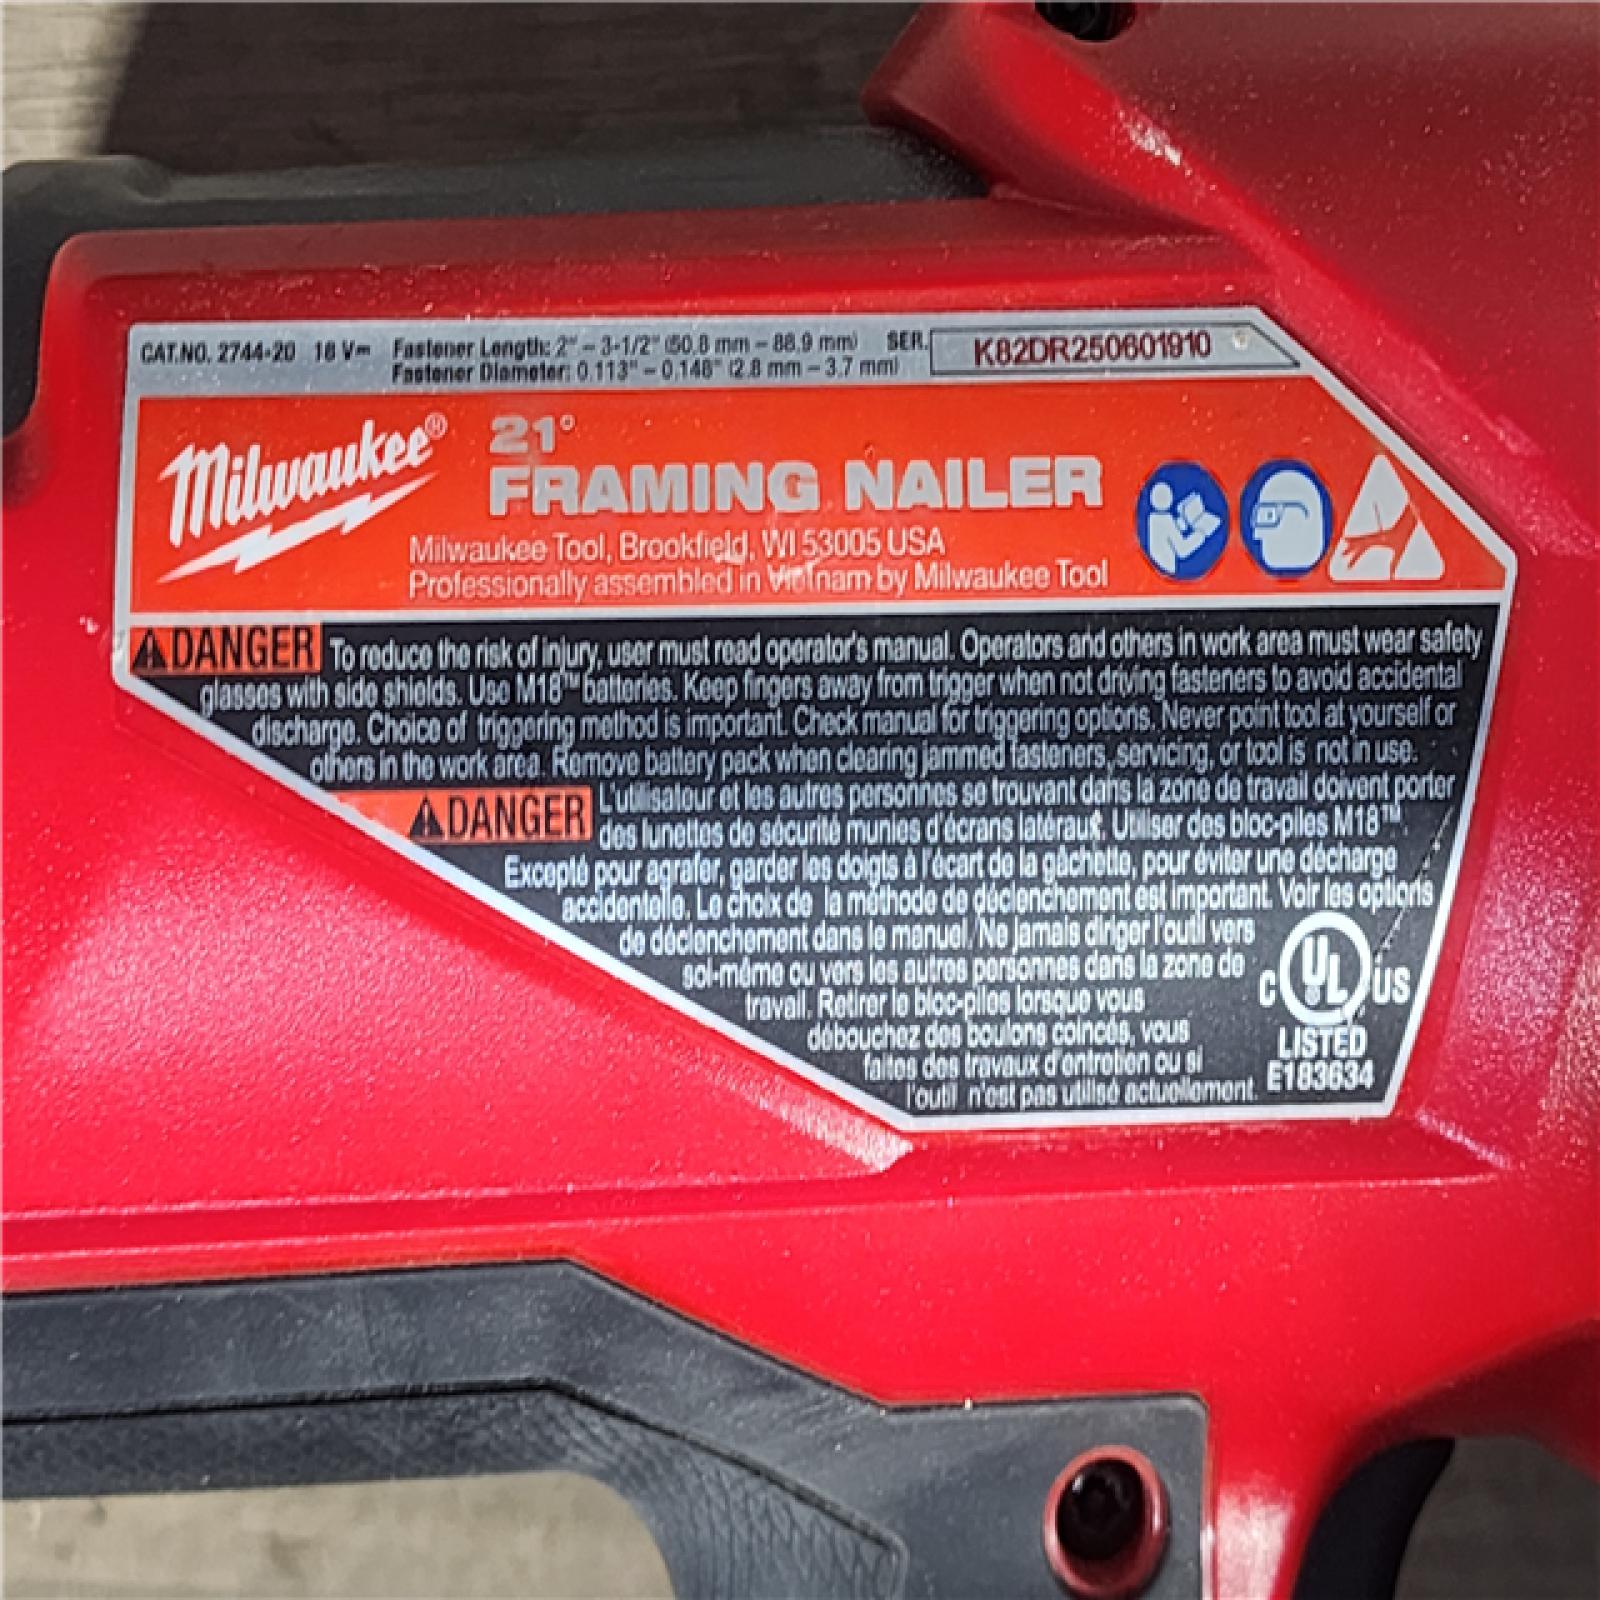 CAT.NO. 2744-20 18 V⎓ Fastener Length: 2" – 3-1/2" (50.8 mm – 88.9 mm) SER. K82DR250601910
Fastener Diameter: 0.113" – 0.148" (2.8 mm – 3.7 mm)
Milwaukee®
21°
FRAMING NAILER
Milwaukee Tool, Brookfield, WI 53005 USA
Professionally assembled in Vietnam by Milwaukee Tool
⚠DANGER To reduce the risk of injury, user must read operator's manual. Operators and others in work area must wear safety
glasses with side shields. Use M18™ batteries. Keep fingers away from trigger when not driving fasteners to avoid accidental
discharge. Choice of triggering method is important. Check manual for triggering options. Never point tool at yourself or
others in the work area. Remove battery pack when clearing jammed fasteners, servicing, or tool is not in use.
⚠DANGER L'utilisateur et les autres personnes se trouvant dans la zone de travail doivent porter
des lunettes de sécurité munies d'écrans latéraux. Utiliser des bloc-piles M18™.
Excepté pour agrafer, garder les doigts à l'écart de la gâchette, pour éviter une décharge
accidentelle. Le choix de la méthode de déclenchement est important. Voir les options
de déclenchement dans le manuel. Ne jamais diriger l'outil vers
soi-même ou vers les autres personnes dans la zone de
travail. Retirer le bloc-piles lorsque vous
débouchez des boulons coincés, vous
faites des travaux d'entretien ou si
l'outil n'est pas utilisé actuellement.
C UL® US
LISTED
E183634